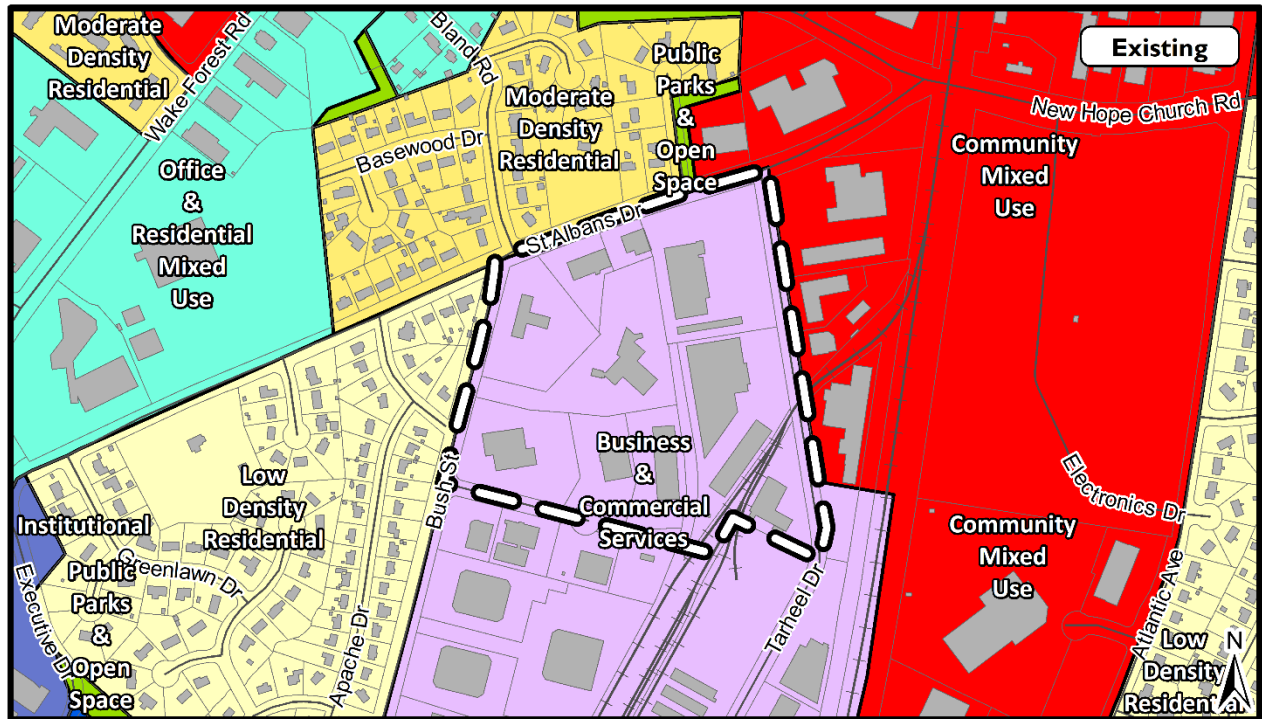 Existing
Moderate
Density
Residential
Wake Forest Rd
Bland Rd
Public
Parks
&
Open
Space
Moderate
Density
Residential
Basewood Dr
New Hope Church Rd
Community
Mixed
Use
Office
&
Residential
Mixed
Use
St Albans Dr
Business
&
Commercial
Services
Low
Density
Residential
Bush St
Electronics Dr
Institutional
Public
Parks
&
Open
Space
Greenlawn Dr
Executive Dr
Apache Dr
Tarheel Dr
Community
Mixed
Use
Atlantic Ave
Low
Density
Residential
N